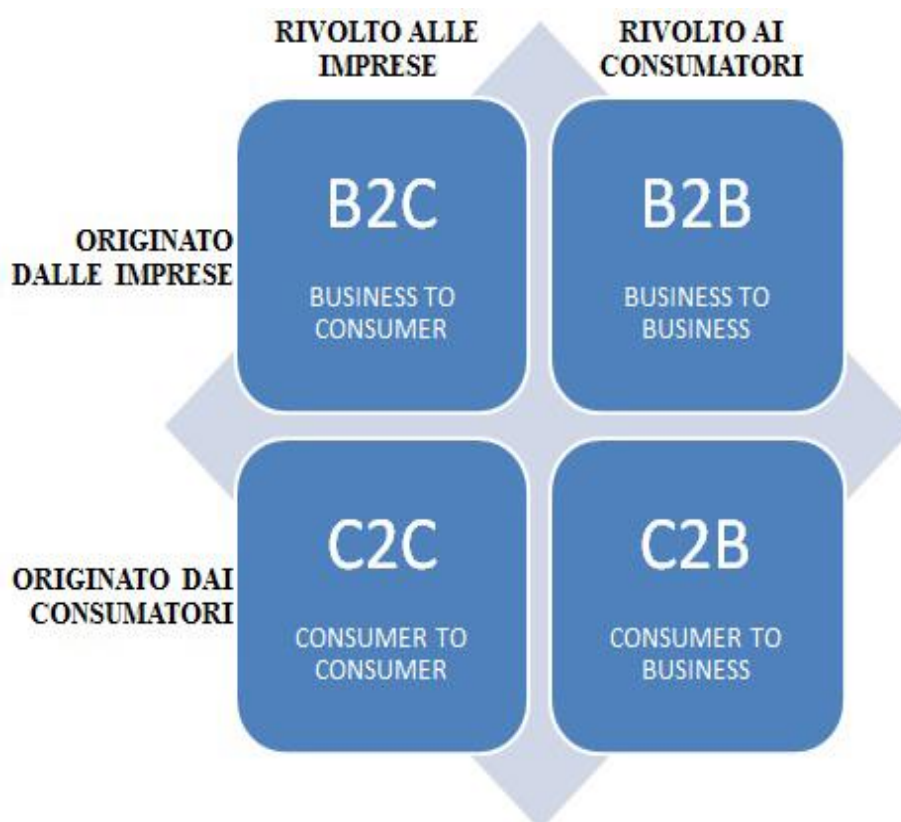 RIVOLTO ALLE
IMPRESE
RIVOLTO AI
CONSUMATORI
ORIGINATO
DALLE IMPRESE
B2C
BUSINESS TO
CONSUMER
B2B
BUSINESS TO
BUSINESS
ORIGINATO DAI
CONSUMATORI
C2C
CONSUMER TO
CONSUMER
C2B
CONSUMER TO
BUSINESS